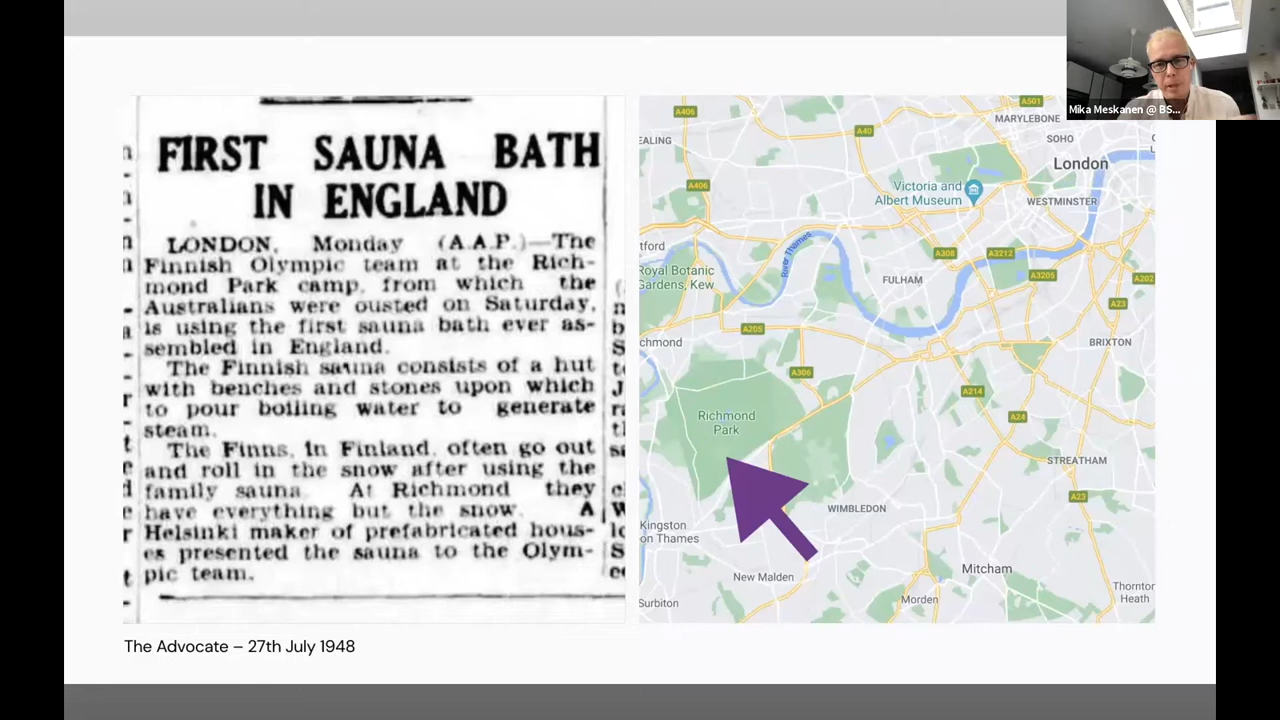 Mika Meskanen @ BS...
FIRST SAUNA BATH
IN ENGLAND
LONDON, Monday (A.A.P.)—The
Finnish Olympic team at the Rich-
mond Park camp, from which the
Australians were ousted on Saturday,
is using the first sauna bath ever as-
sembled in England.
The Finnish sauna consists of a hut
with benches and stones upon which
to pour boiling water to generate
steam.
The Finns, in Finland, often go out
and roll in the snow after using the
family sauna. At Richmond they
have everything but the snow. A
Helsinki maker of prefabricated hous-
es presented the sauna to the Olym-
pic team.
The Advocate – 27th July 1948
A406
A501
MARYLEBONE
A40
EALING
SOHO
London
A406
Victoria and
Albert Museum
WESTMINSTER
River Thames
A308
A3212
Royal Botanic
Gardens, Kew
A3205
A202
FULHAM
A23
A205
BRIXTON
A306
A214
Richmond
Park
A24
STREATHAM
A23
WIMBLEDON
Kingston
on Thames
Mitcham
New Malden
Thornton
Heath
Surbiton
Morden